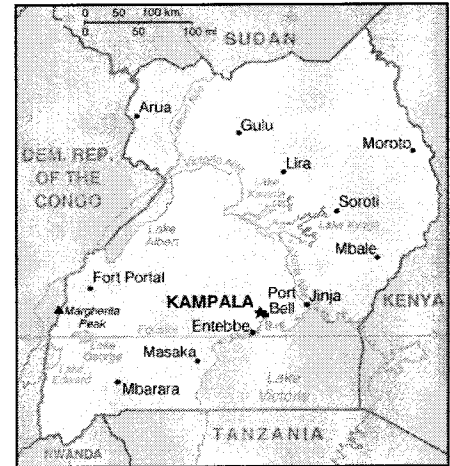 0 50 100 km
0 50 100 mi
SUDAN
Arua
Gulu
Moroto
DEM. REP.
OF THE
CONGO
Lira
Soroti
Lake
Albert
Mbale
Fort Portal
KAMPALA
Port
Bell
Jinja
KENYA
Margherita
Peak
Entebbe
Lake
George
Masaka
Lake
Edward
Mbarara
Lake
Victoria
TANZANIA
RWANDA